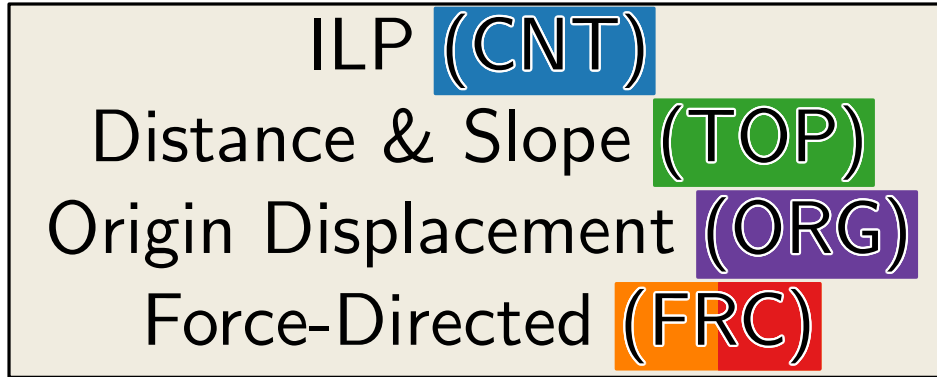 ILP (CNT)
Distance & Slope (TOP)
Origin Displacement (ORG)
Force-Directed (FRC)